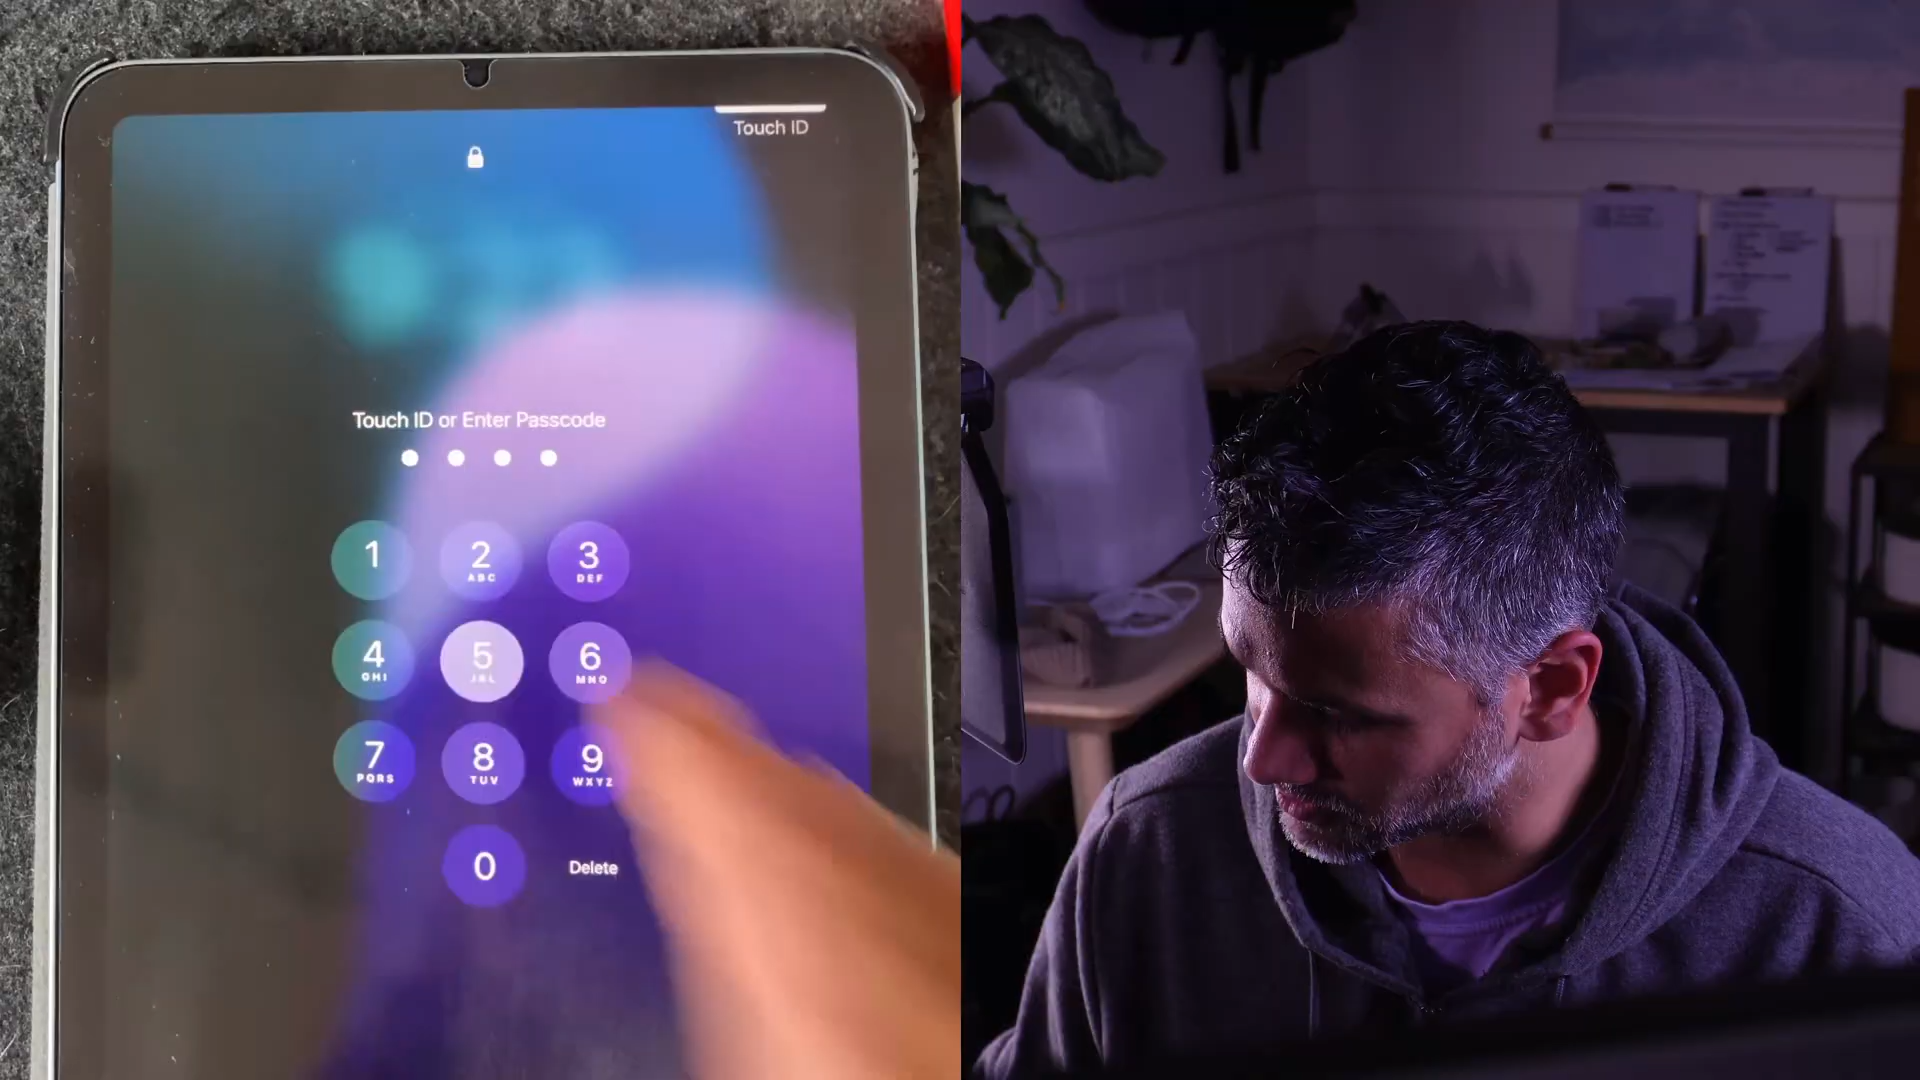 Touch ID
Touch ID or Enter Passcode
1
2
ABC
3
DEF
4
GHI
5
JKL
6
MNO
7
PQRS
8
TUV
9
WXYZ
0
Delete